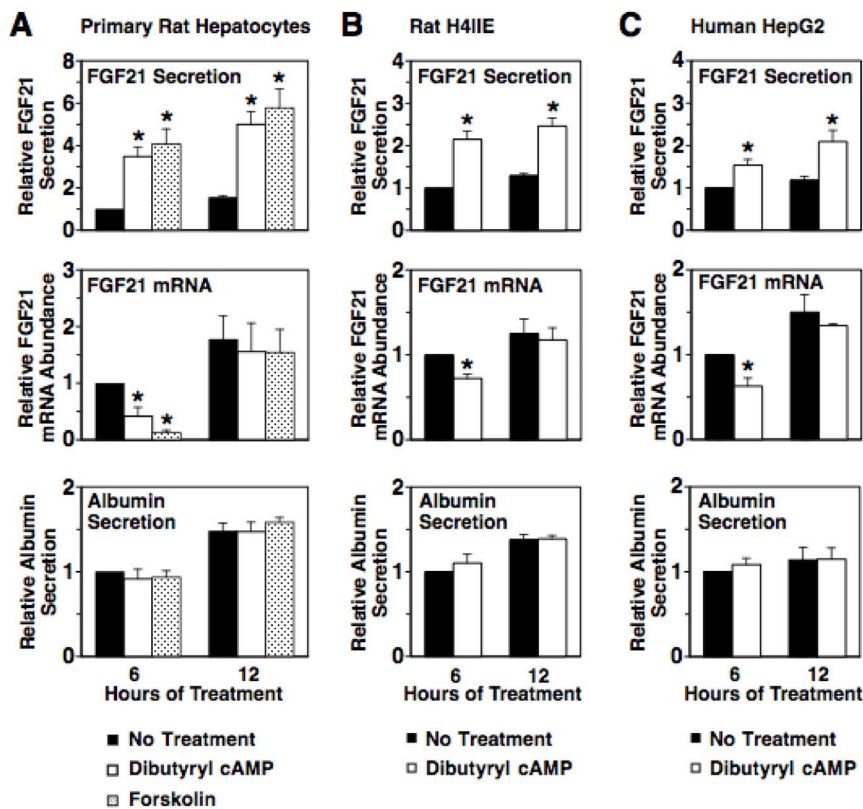 A Primary Rat Hepatocytes
FGF21 Secretion
Relative FGF21
Secretion
8
6
4
2
0
* * * *
FGF21 mRNA
Relative FGF21
mRNA Abundance
3
2
1
0
* *
Albumin
Secretion
Relative Albumin
Secretion
2
1
0
6 12
Hours of Treatment
No Treatment
Dibutyryl cAMP
Forskolin
B Rat H4IIE
FGF21 Secretion
Relative FGF21
Secretion
4
3
2
1
0
* *
FGF21 mRNA
Relative FGF21
mRNA Abundance
2
1
0
*
Albumin
Secretion
Relative Albumin
Secretion
2
1
0
6 12
Hours of Treatment
No Treatment
Dibutyryl cAMP
C Human HepG2
FGF21 Secretion
Relative FGF21
Secretion
4
3
2
1
0
* *
FGF21 mRNA
Relative FGF21
mRNA Abundance
2
1
0
*
Albumin
Secretion
Relative Albumin
Secretion
2
1
0
6 12
Hours of Treatment
No Treatment
Dibutyryl cAMP